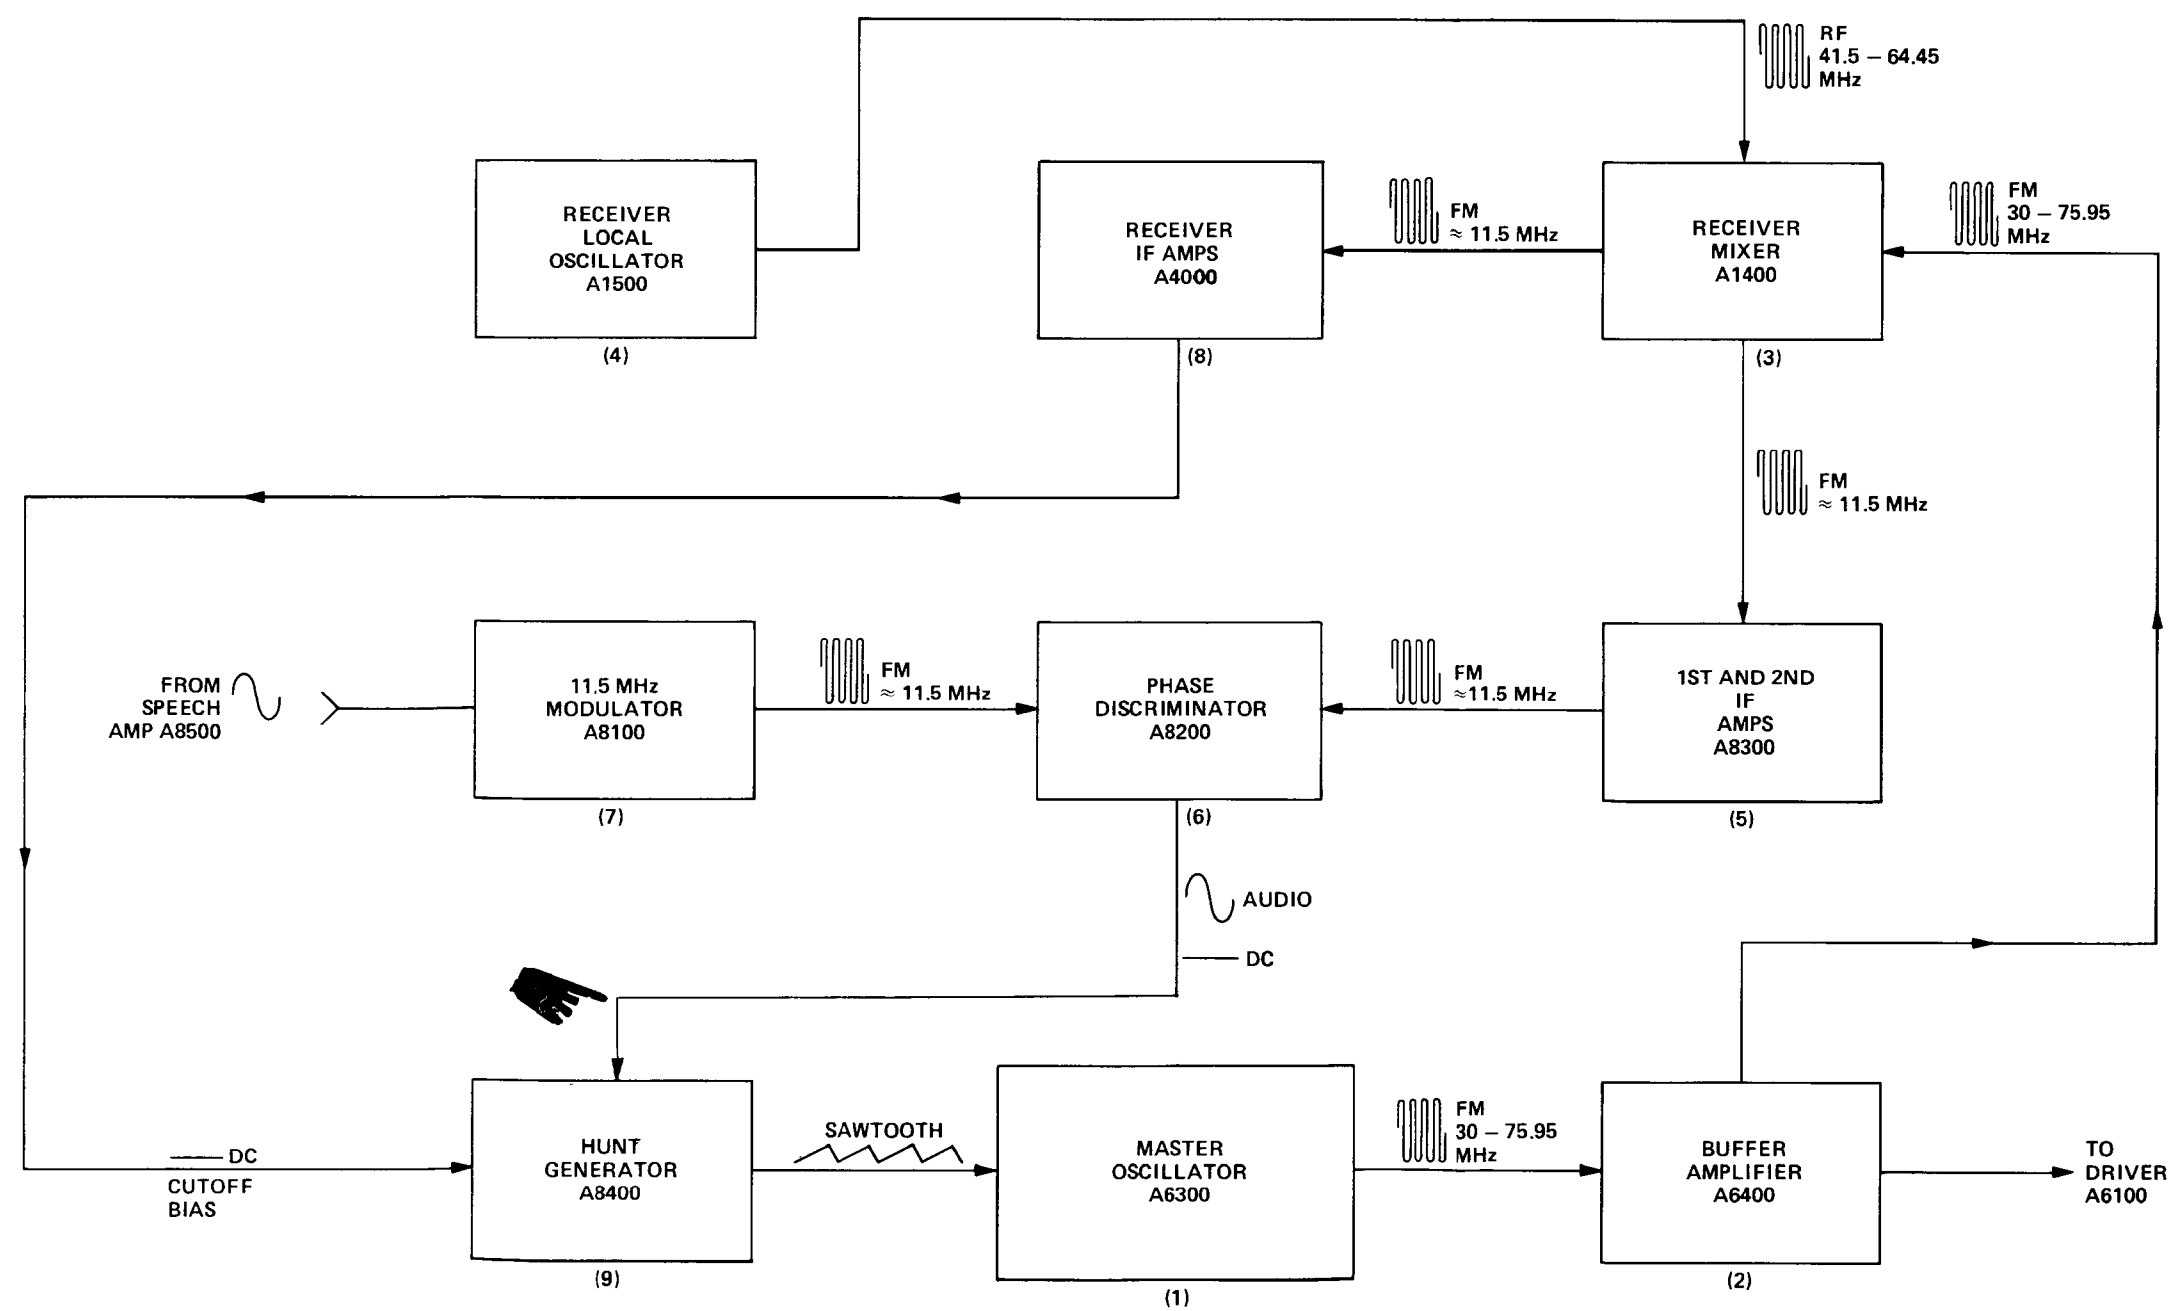 RF
41.5 – 64.45
MHz
RECEIVER
LOCAL
OSCILLATOR
A1500
(4)
RECEIVER
IF AMPS
A4000
(8)
FM
≈ 11.5 MHz
RECEIVER
MIXER
A1400
(3)
FM
30 – 75.95
MHz
FM
≈ 11.5 MHz
FROM
SPEECH
AMP A8500
11.5 MHz
MODULATOR
A8100
(7)
FM
≈ 11.5 MHz
PHASE
DISCRIMINATOR
A8200
(6)
FM
≈11.5 MHz
1ST AND 2ND
IF
AMPS
A8300
(5)
AUDIO
DC
DC
CUTOFF
BIAS
HUNT
GENERATOR
A8400
(9)
SAWTOOTH
MASTER
OSCILLATOR
A6300
(1)
FM
30 – 75.95
MHz
BUFFER
AMPLIFIER
A6400
(2)
TO
DRIVER
A6100